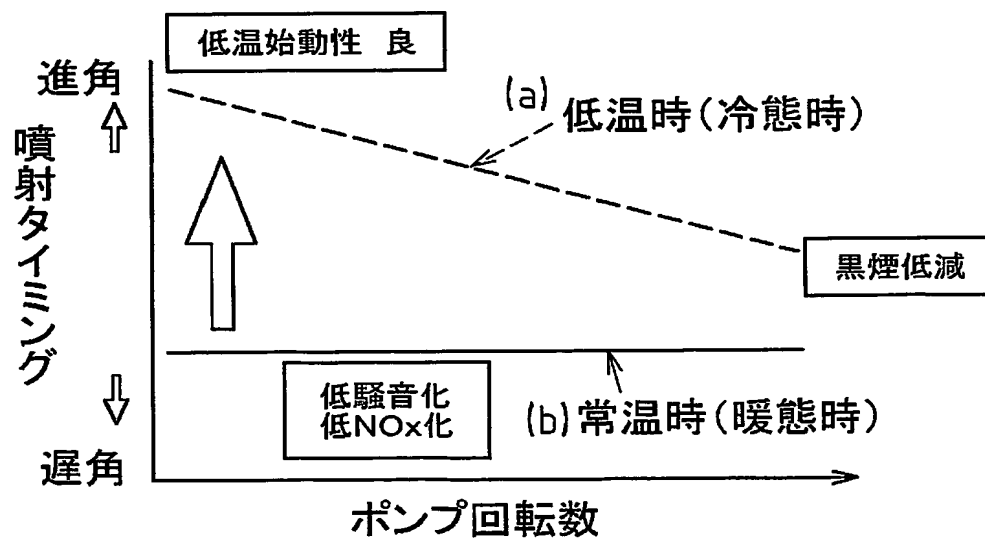 低温始動性 良
進角
(a)
低温時(冷態時)
噴射タイミング
黒煙低減
低騒音化
低NOx化
(b)常温時(暖態時)
遅角
ポンプ回転数